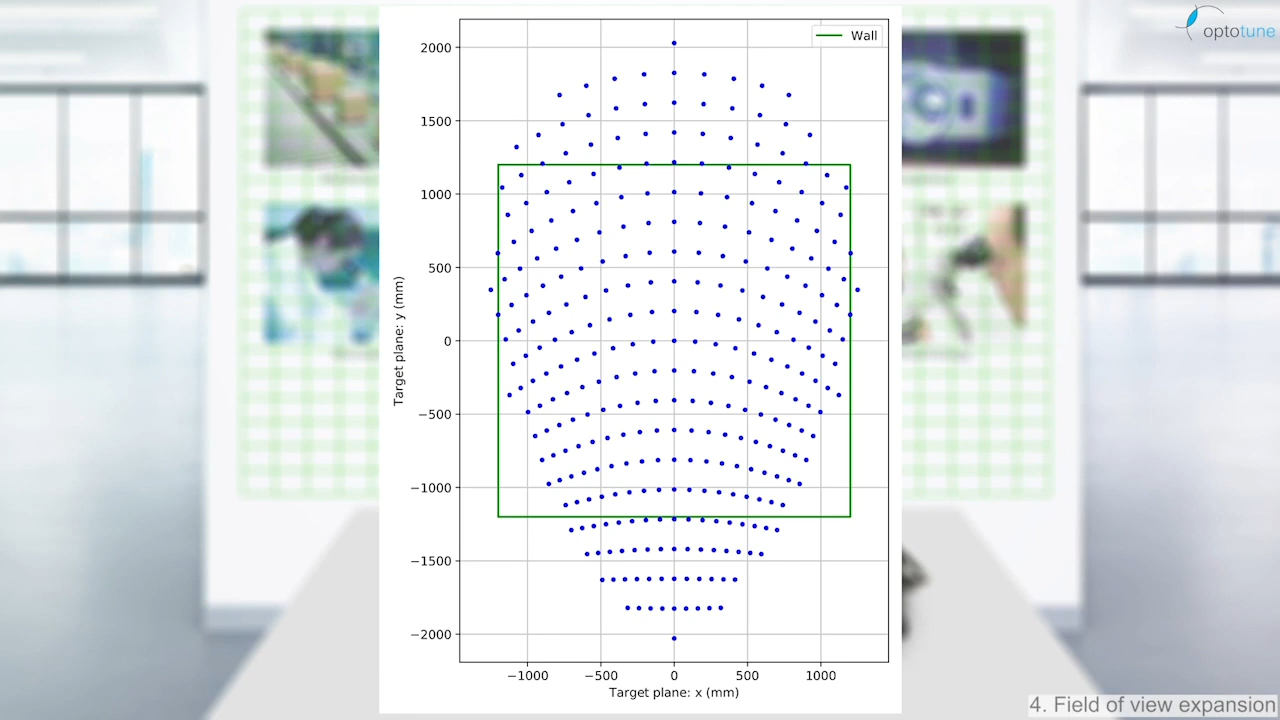 optotune
Wall
2000
1500
1000
500
0
−500
−1000
−1500
−2000
Target plane: y (mm)
−1000 −500 0 500 1000
Target plane: x (mm)
4. Field of view expansion